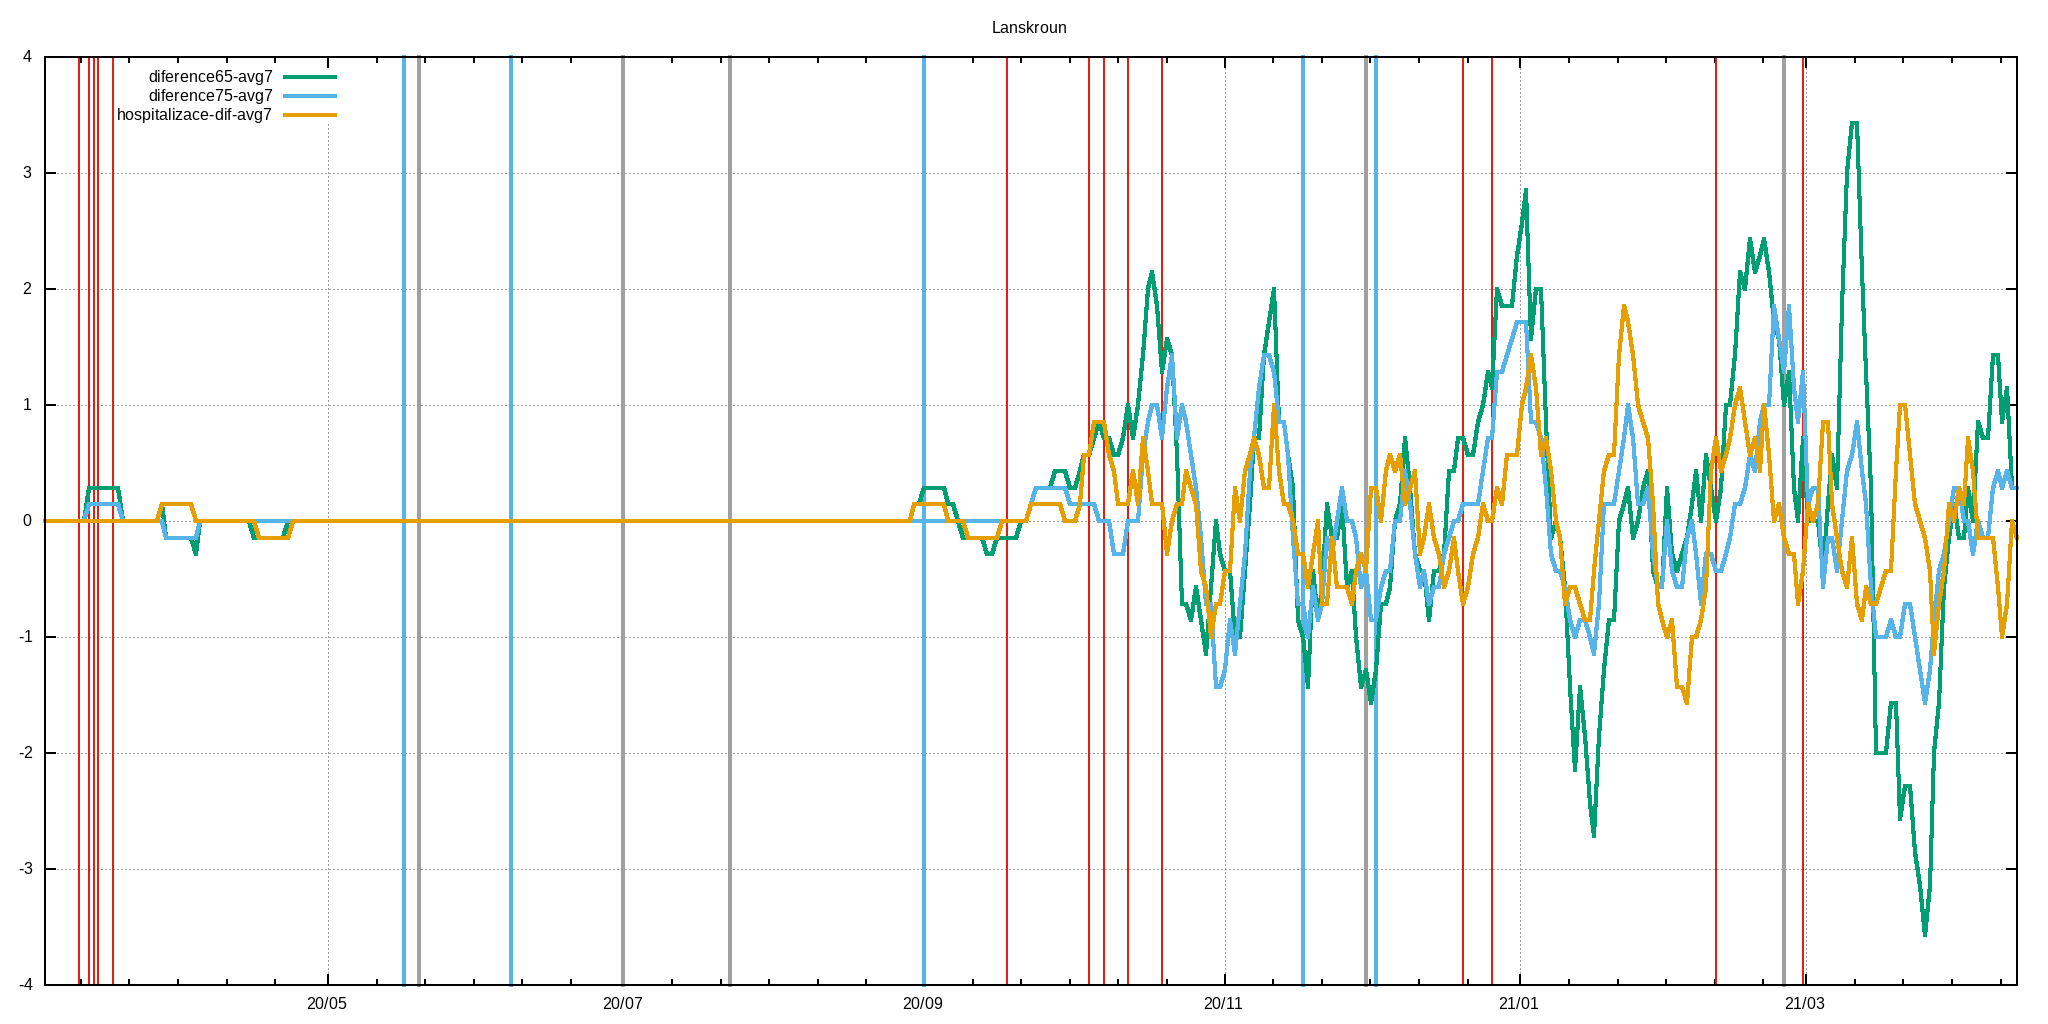 Lanskroun
diference65-avg7
diference75-avg7
hospitalizace-dif-avg7
4
3
2
1
0
-1
-2
-3
-4
20/05 20/07 20/09 20/11 21/01 21/03